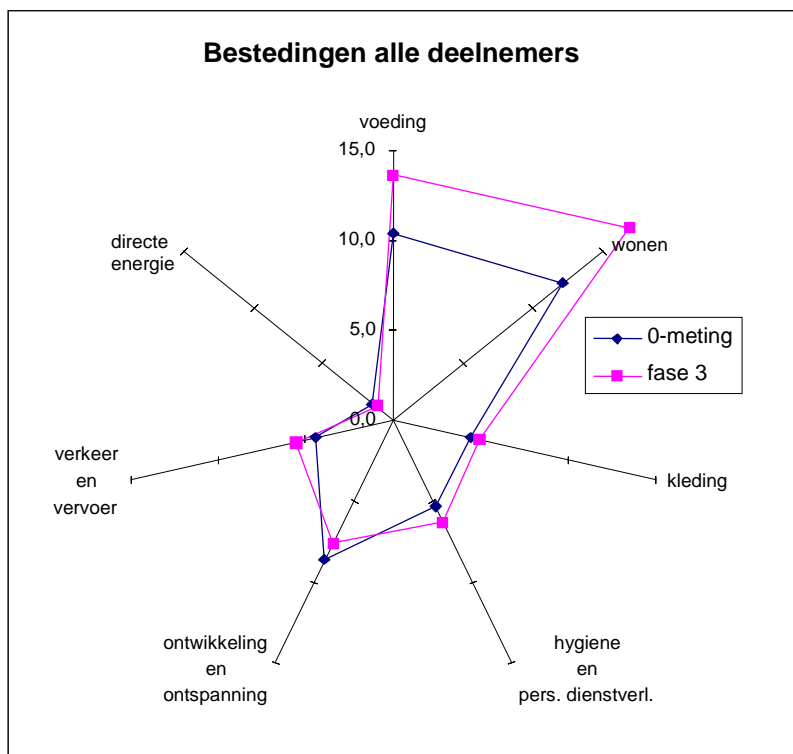 Bestedingen alle deelnemers
voeding
15,0
directe
energie
10,0
wonen
5,0
0-meting
fase 3
0,0
verkeer
en
vervoer
kleding
ontwikkeling
en
ontspanning
hygiene
en
pers. dienstverl.